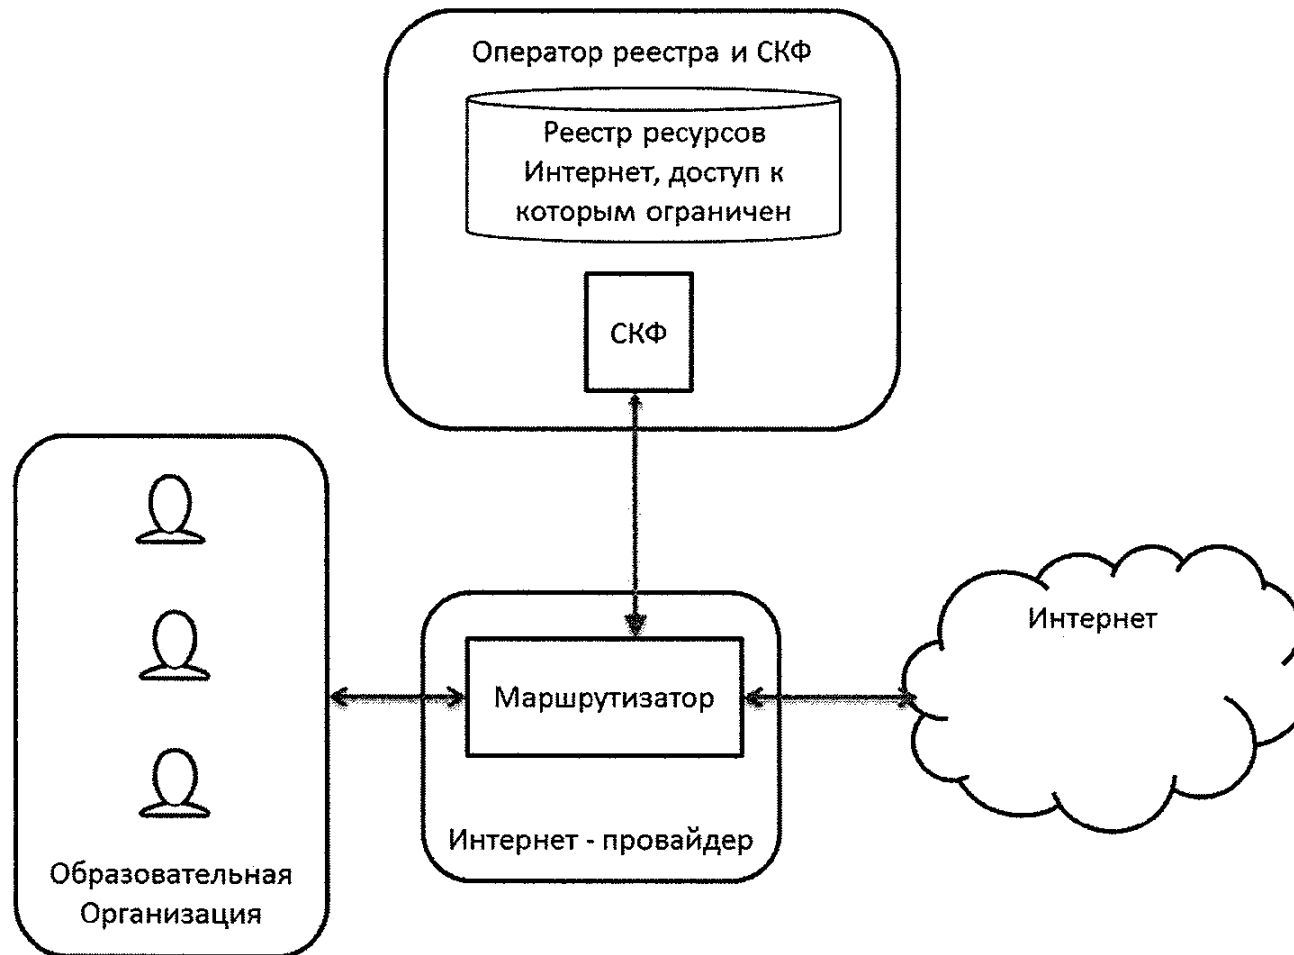 Оператор реестра и СКФ
Реестр ресурсов
Интернет, доступ к
которым ограничен
СКФ
Интернет
Маршрутизатор
Интернет - провайдер
Образовательная
Организация